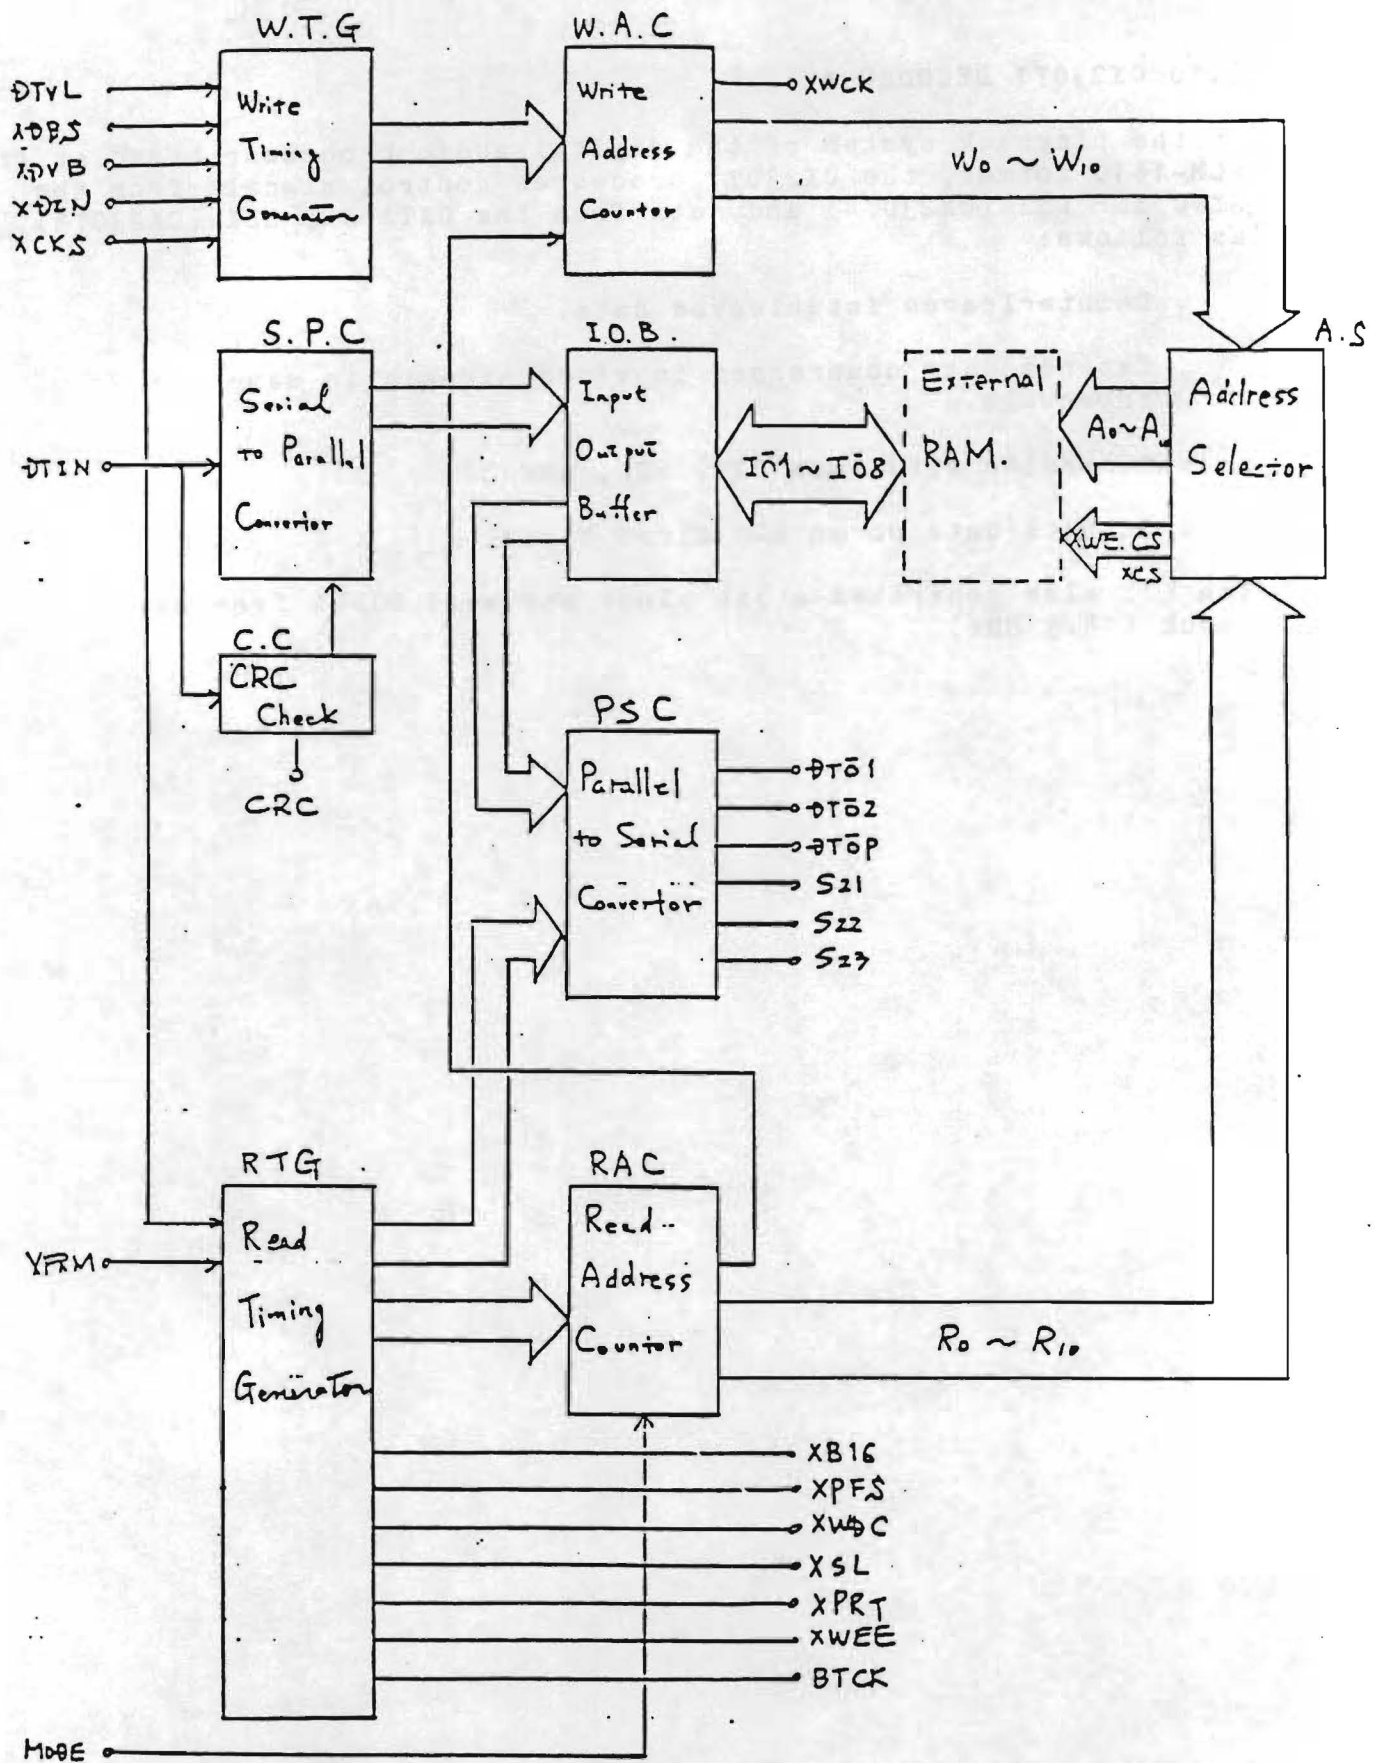 W.T.G
W.A.C
DTVL
XDBS
XDVB
XDIN
XCKS
Write
Timing
Generator
Write
Address
Countor
XWCK
W0 ~ W10
S.P.C
I.O.B.
A.S
Serial
to Parallel
Convertor
DTIN
Input
Output
Buffer
IO1~IO8
External
RAM.
A0~A
XWE.CS
XCS
Address
Selector
C.C
CRC
Check
CRC
PSC
Parallel
to Serial
Convertor
DTO1
DTO2
DTOP
S21
S22
S23
RTG
RAC
Read
Timing
Generator
Read
Address
Countor
R0 ~ R10
XB16
XPFS
XWDC
XSL
XPRT
XWEE
BTCK
MODE